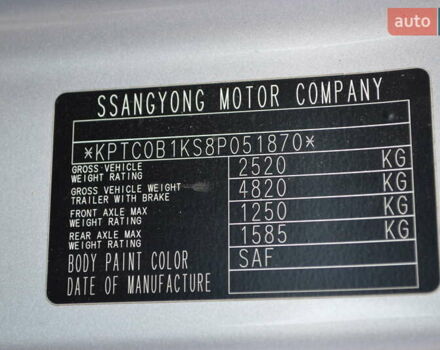 auto
SSANGYONG MOTOR COMPANY
*KPTC0B1KS8P051870*
GROSS VEHICLE WEIGHT RATING 2520 KG
GROSS VEHICLE WEIGHT TRAILER WITH BRAKE 4820 KG
FRONT AXLE MAX WEIGHT RATING 1250 KG
REAR AXLE MAX WEIGHT RATING 1585 KG
BODY PAINT COLOR SAF
DATE OF MANUFACTURE